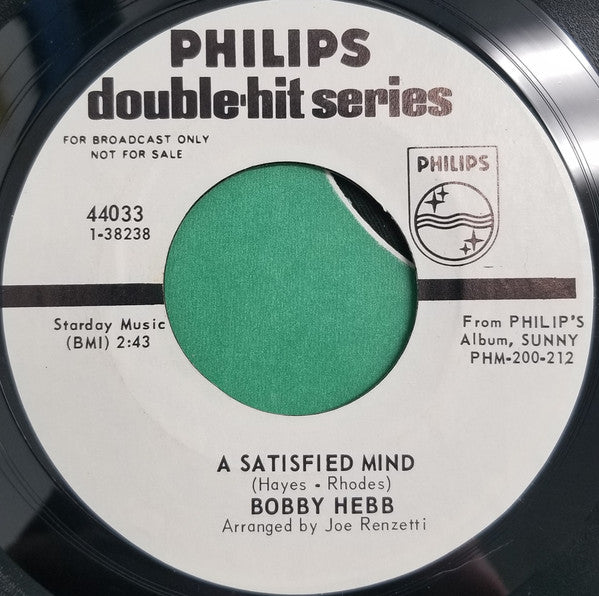 PHILIPS
double-hit series
FOR BROADCAST ONLY
NOT FOR SALE
PHILIPS
44033
1-38238
Starday Music
(BMI) 2:43
From PHILIP'S
Album, SUNNY
PHM-200-212
A SATISFIED MIND
(Hayes - Rhodes)
BOBBY HEBB
Arranged by Joe Renzetti